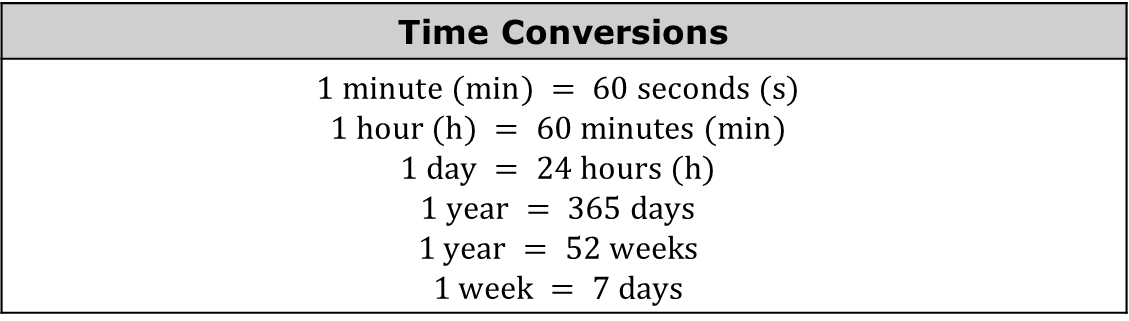 Time Conversions
1 minute (min) = 60 seconds (s)
1 hour (h) = 60 minutes (min)
1 day = 24 hours (h)
1 year = 365 days
1 year = 52 weeks
1 week = 7 days